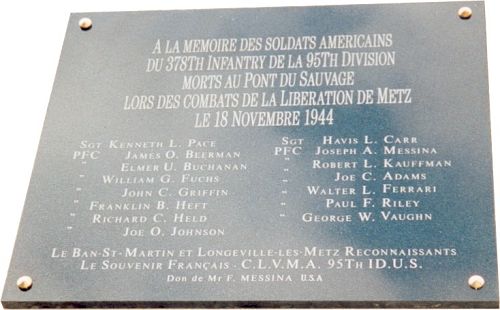 A LA MEMOIRE DES SOLDATS AMERICAINS
DU 378TH INFANTRY DE LA 95TH DIVISION
MORTS AU PONT DU SAUVAGE
LORS DES COMBATS DE LA LIBERATION DE METZ
LE 18 NOVEMBRE 1944
SGT KENNETH L. PACE
PFC JAMES O. BEERMAN
" ELMER U. BUCHANAN
" WILLIAM G. FUCHS
" JOHN C. GRIFFIN
" FRANKLIN B. HEFT
" RICHARD C. HELD
" JOE O. JOHNSON
SGT HAVIS L. CARR
PFC JOSEPH A. MESSINA
" ROBERT L. KAUFFMAN
" JOE C. ADAMS
" WALTER L. FERRARI
" PAUL F. RILEY
" GEORGE W. VAUGHN
LE BAN-ST-MARTIN ET LONGEVILLE-LES-METZ RECONNAISSANTS
LE SOUVENIR FRANÇAIS - C.L.V.M.A. 95TH ID.U.S.
Don de Mr F. MESSINA U.S.A